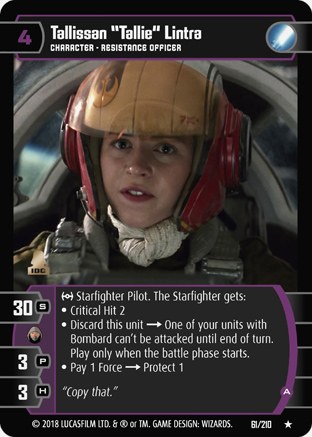 4
Tallissan "Tallie" Lintra
CHARACTER • RESISTANCE OFFICER
IDC
30 S
3 P
3 H
Starfighter Pilot. The Starfighter gets:
• Critical Hit 2
• Discard this unit → One of your units with
Bombard can't be attacked until end of turn.
Play only when the battle phase starts.
• Pay 1 Force → Protect 1
"Copy that."
A
© 2018 LUCASFILM LTD. & ® or TM. GAME DESIGN: WIZARDS.
61/210 ★